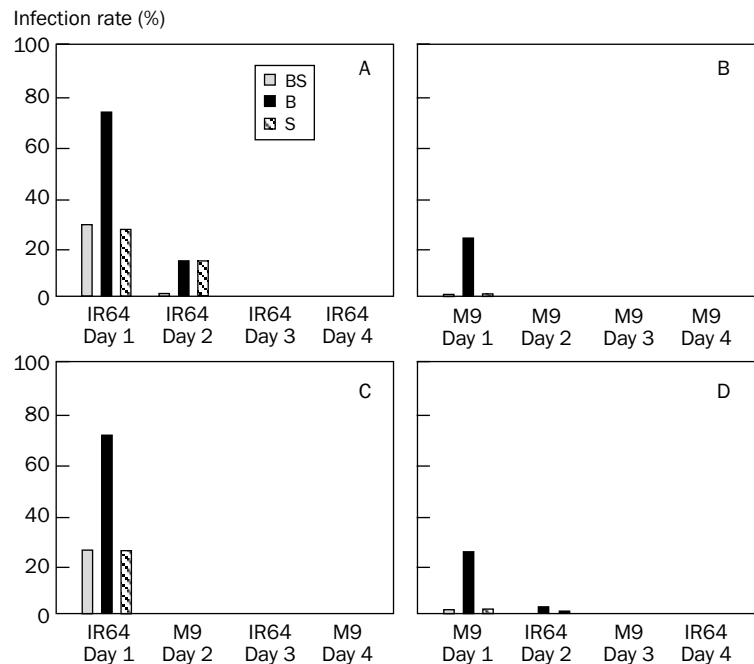 Infection rate (%)
100
80
60
40
20
0
A
BS
B
S
IR64 IR64 IR64 IR64
Day 1 Day 2 Day 3 Day 4
B
M9 M9 M9 M9
Day 1 Day 2 Day 3 Day 4
100
80
60
40
20
0
C
IR64 M9 IR64 M9
Day 1 Day 2 Day 3 Day 4
D
M9 IR64 M9 IR64
Day 1 Day 2 Day 3 Day 4